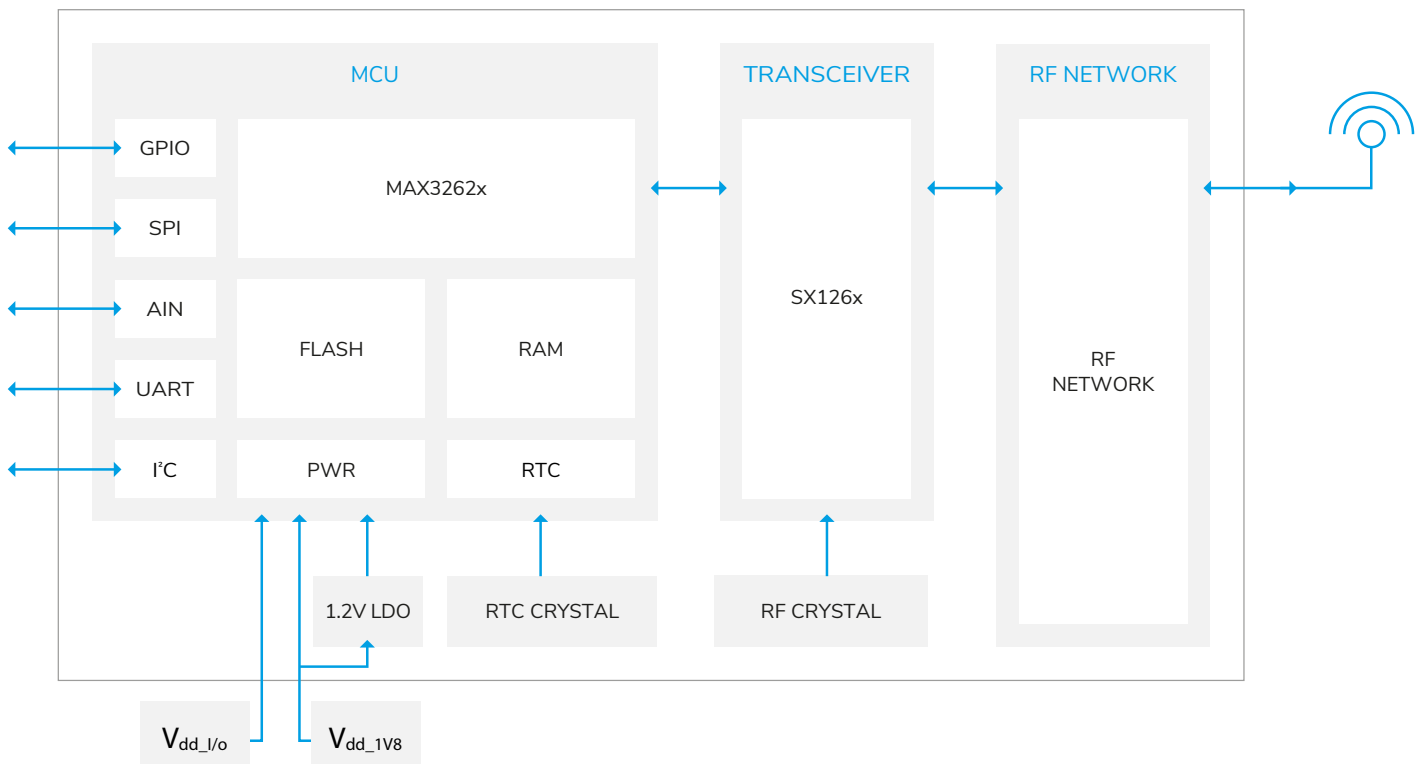 MCU
TRANSCEIVER
RF NETWORK
GPIO
MAX3262x
SPI
AIN
FLASH
RAM
SX126x
UART
RF
NETWORK
I²C
PWR
RTC
1.2V LDO
RTC CRYSTAL
RF CRYSTAL
Vdd_I/o
Vdd_1V8